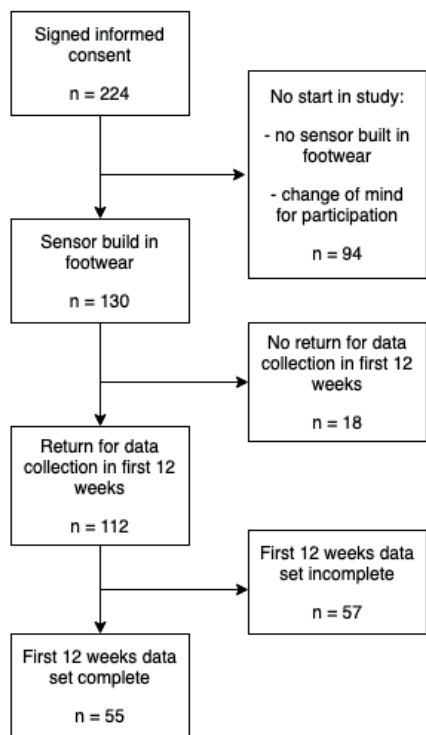 Signed informed
consent
n = 224
No start in study:
- no sensor built in
footwear
- change of mind
for participation
n = 94
Sensor build in
footwear
n = 130
No return for data
collection in first 12
weeks
n = 18
Return for data
collection in first 12
weeks
n = 112
First 12 weeks data
set incomplete
n = 57
First 12 weeks data
set complete
n = 55